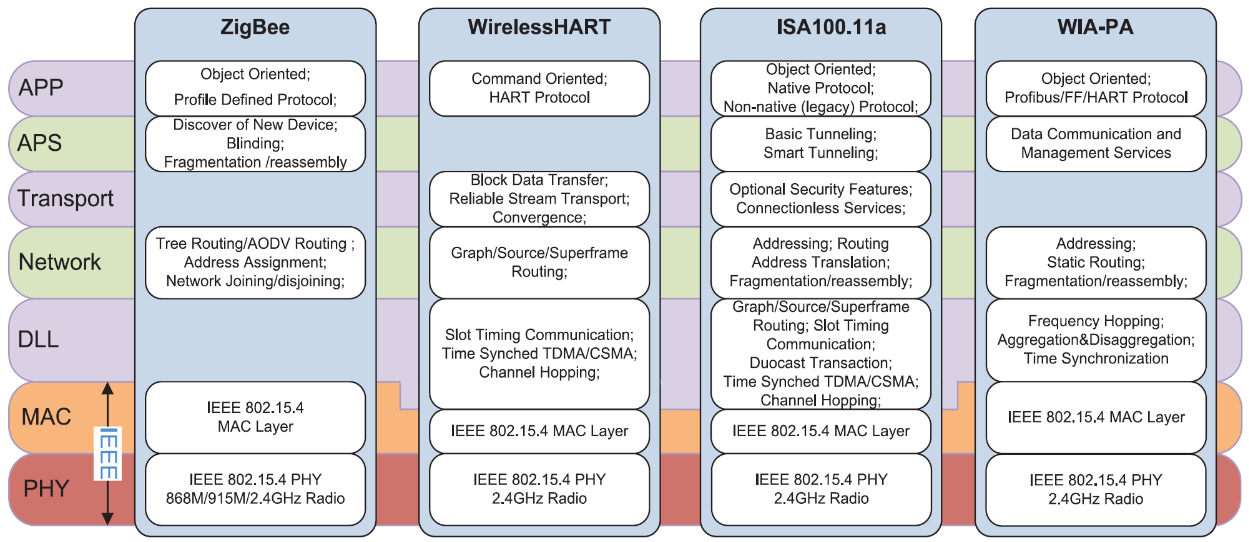 ZigBee
WirelessHART
ISA100.11a
WIA-PA
APP
Object Oriented;
Profile Defined Protocol;
Command Oriented;
HART Protocol
Object Oriented;
Native Protocol;
Non-native (legacy) Protocol;
Object Oriented;
Profibus/FF/HART Protocol
APS
Discover of New Device;
Blinding;
Fragmentation /reassembly
Basic Tunneling;
Smart Tunneling;
Data Communication and
Management Services
Transport
Block Data Transfer;
Reliable Stream Transport;
Convergence;
Optional Security Features;
Connectionless Services;
Network
Tree Routing/AODV Routing ;
Address Assignment;
Network Joining/disjoining;
Graph/Source/Superframe
Routing;
Addressing; Routing
Address Translation;
Fragmentation/reassembly;
Addressing;
Static Routing;
Fragmentation/reassembly;
DLL
Slot Timing Communication;
Time Synched TDMA/CSMA;
Channel Hopping;
Graph/Source/Superframe
Routing; Slot Timing
Communication;
Duocast Transaction;
Time Synched TDMA/CSMA;
Channel Hopping;
Frequency Hopping;
Aggregation&Disaggregation;
Time Synchronization
MAC
IEEE
IEEE 802.15.4
MAC Layer
IEEE 802.15.4 MAC Layer
IEEE 802.15.4 MAC Layer
IEEE 802.15.4 MAC Layer
PHY
IEEE 802.15.4 PHY
868M/915M/2.4GHz Radio
IEEE 802.15.4 PHY
2.4GHz Radio
IEEE 802.15.4 PHY
2.4GHz Radio
IEEE 802.15.4 PHY
2.4GHz Radio